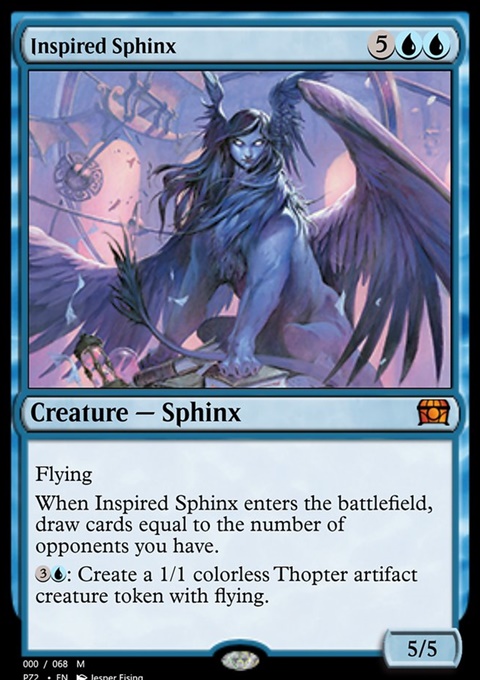 Inspired Sphinx 5
Creature — Sphinx
Flying
When Inspired Sphinx enters the battlefield,
draw cards equal to the number of
opponents you have.
3: Create a 1/1 colorless Thopter artifact
creature token with flying.
5/5
000 / 068 M
PZ2 • EN Jesper Ejsing